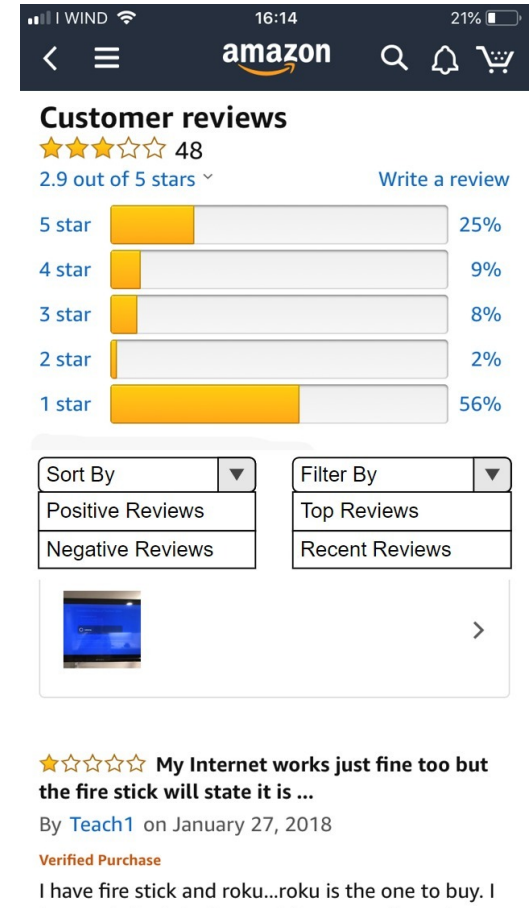 I WIND 16:14 21%
amazon
Customer reviews
48
2.9 out of 5 stars Write a review
5 star 25%
4 star 9%
3 star 8%
2 star 2%
1 star 56%
Sort By Filter By
Positive Reviews Top Reviews
Negative Reviews Recent Reviews
My Internet works just fine too but
the fire stick will state it is ...
By Teach1 on January 27, 2018
Verified Purchase
I have fire stick and roku...roku is the one to buy. I